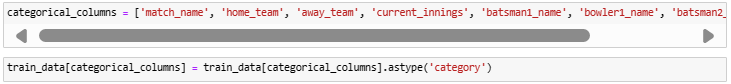 categorical_columns = ['match_name', 'home_team', 'away_team', 'current_innings', 'batsman1_name', 'bowler1_name', 'batsman2_
train_data[categorical_columns] = train_data[categorical_columns].astype('category')